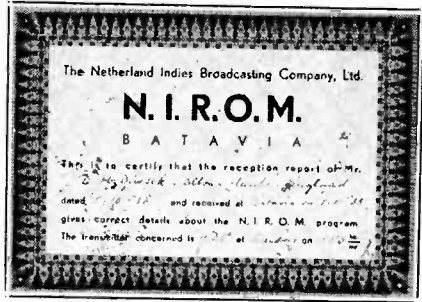 The Netherland Indies Broadcasting Company, Ltd.
N. I. R. O. M.
BATAVIA
This is to certify that the reception report of Mr.
dated and received at
gives correct details about the N. I. R. O. M. program
The transmitter concerned is at on